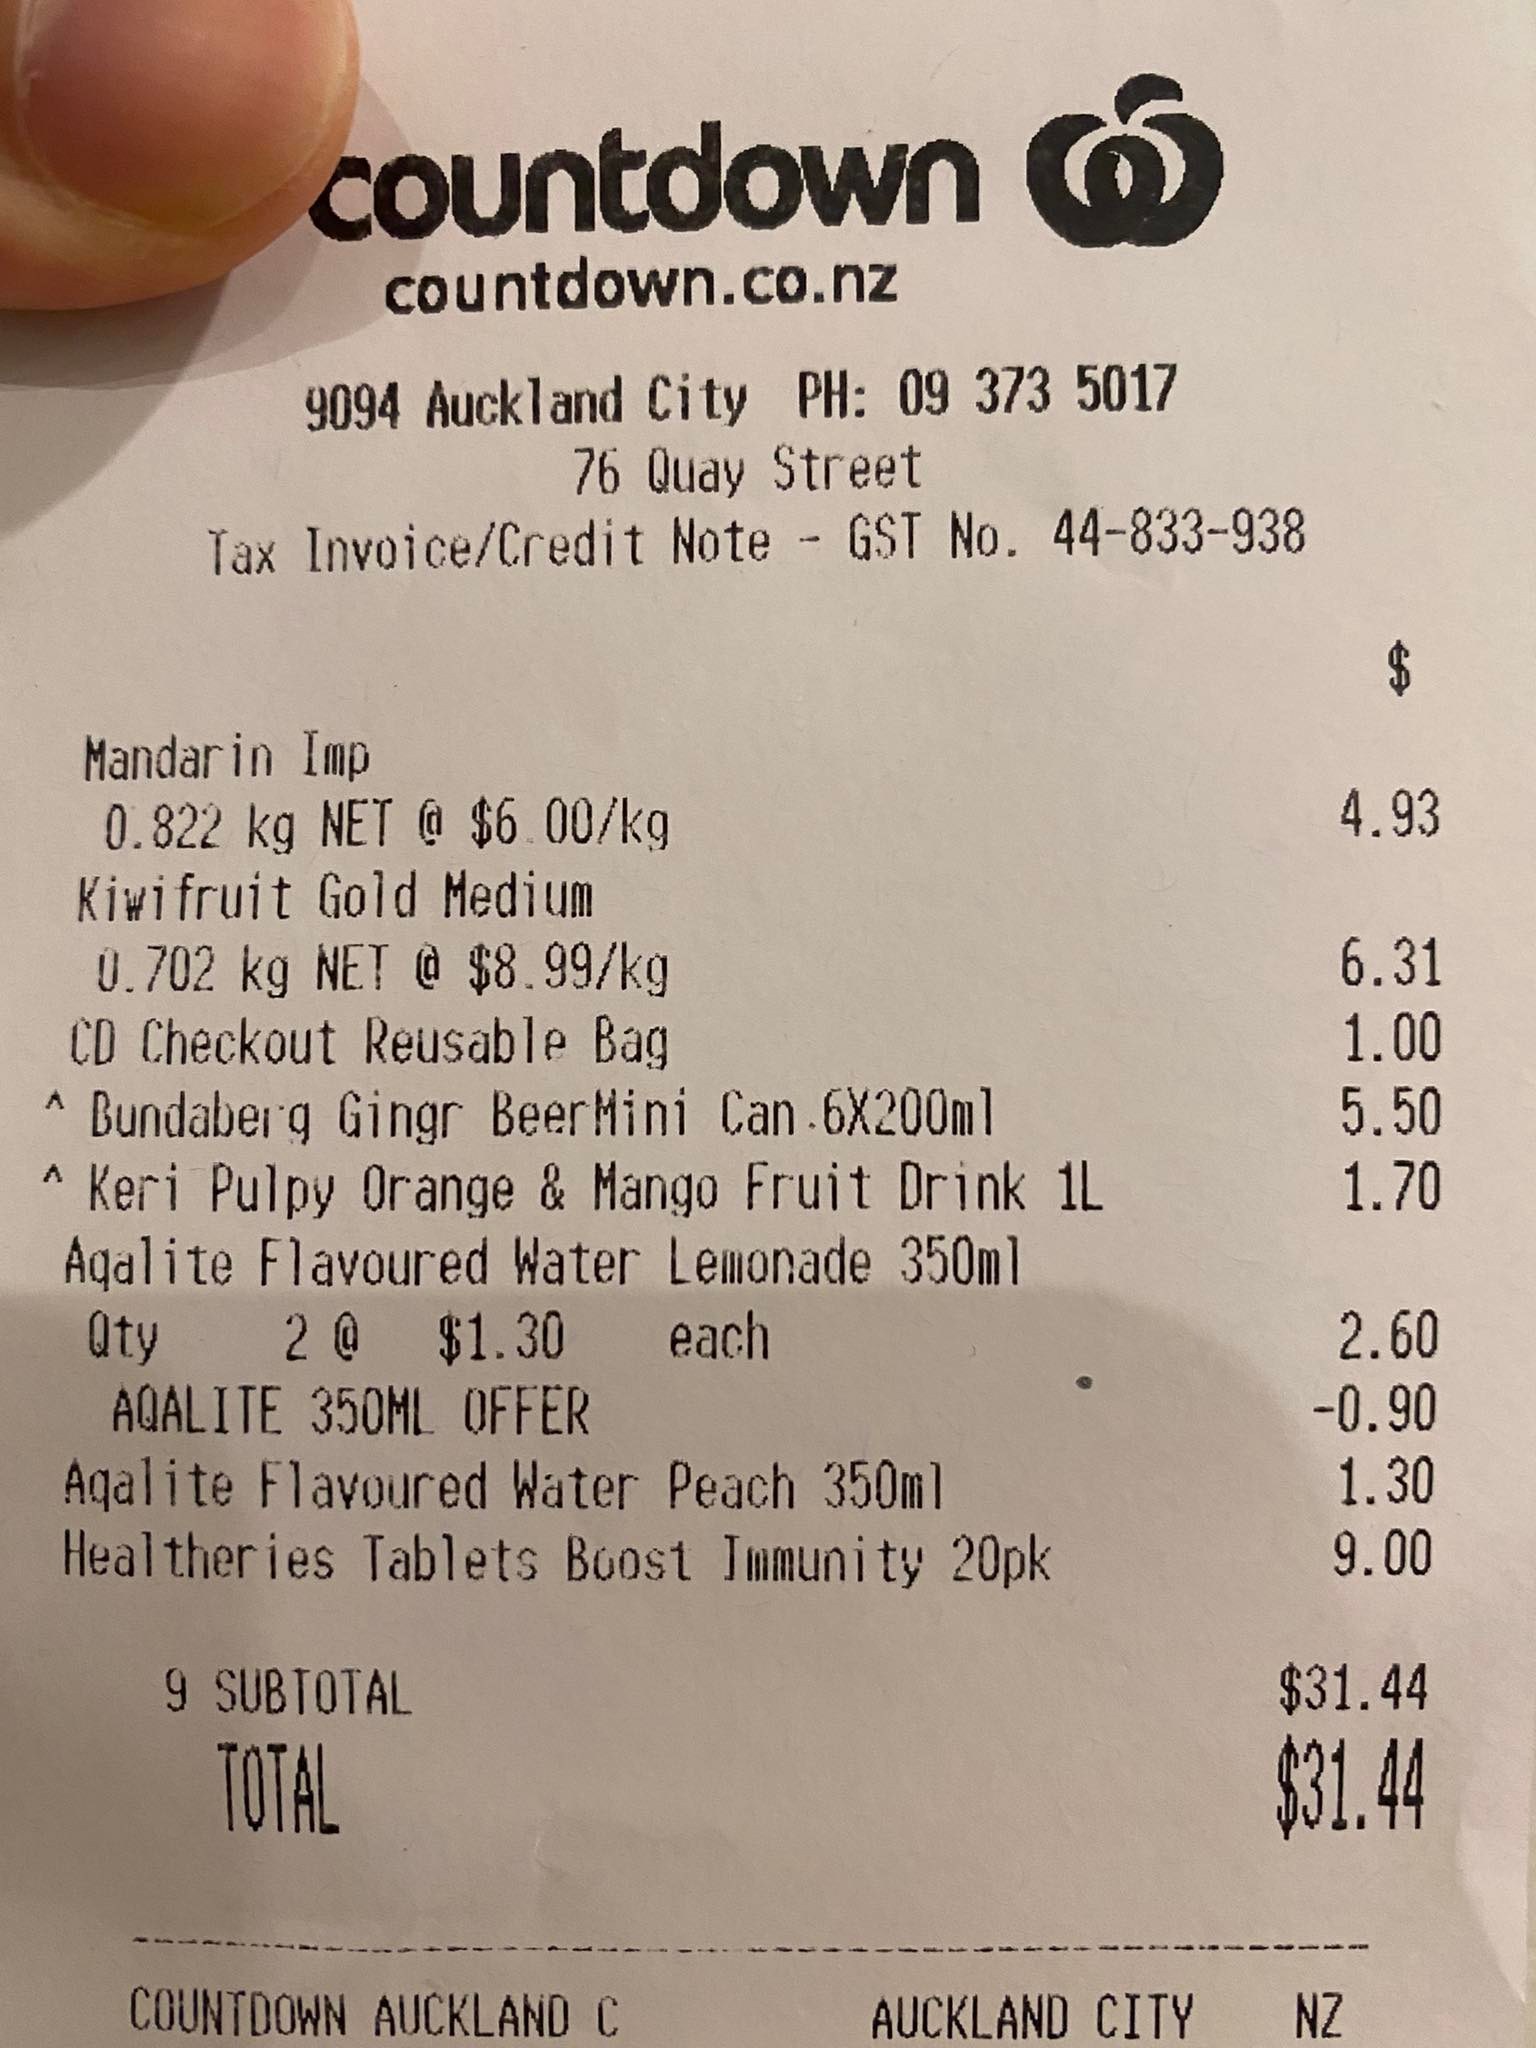 countdown
countdown.co.nz
9094 Auckland City PH: 09 373 5017
76 Quay Street
Tax Invoice/Credit Note - GST No. 44-833-938
$
Mandarin Imp
0.822 kg NET @ $6.00/kg 4.93
Kiwifruit Gold Medium
0.702 kg NET @ $8.99/kg 6.31
CD Checkout Reusable Bag 1.00
^ Bundaberg Gingr BeerMini Can.6X200ml 5.50
^ Keri Pulpy Orange & Mango Fruit Drink 1L 1.70
Aqalite Flavoured Water Lemonade 350ml
Qty 2 @ $1.30 each 2.60
AQALITE 350ML OFFER -0.90
Aqalite Flavoured Water Peach 350ml 1.30
Healtheries Tablets Boost Immunity 20pk 9.00
9 SUBTOTAL $31.44
TOTAL $31.44
COUNTDOWN AUCKLAND C AUCKLAND CITY NZ